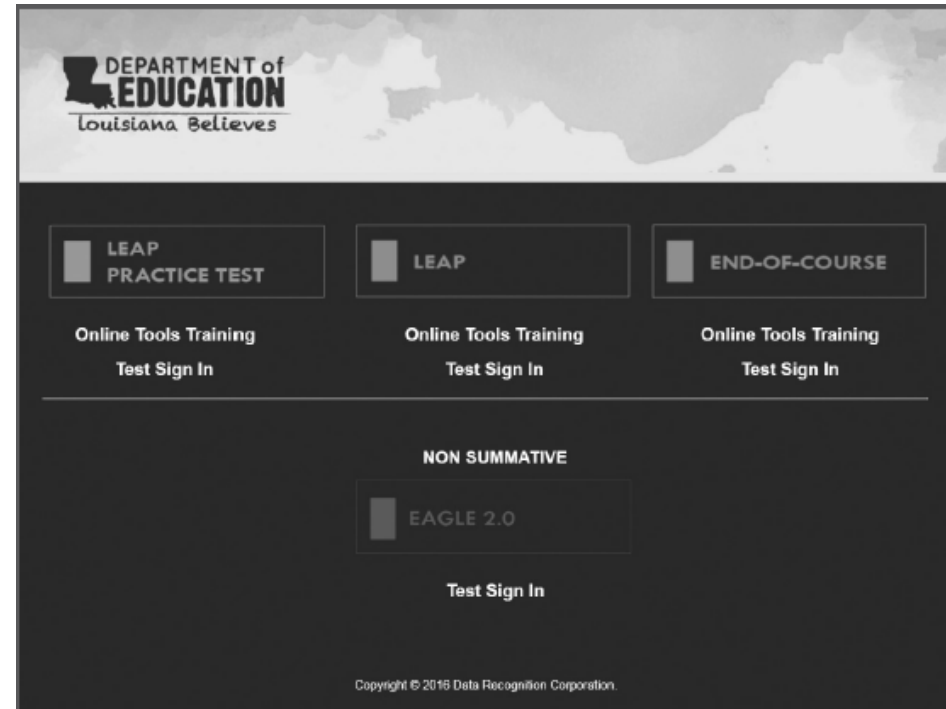 DEPARTMENT of
EDUCATION
Louisiana Believes
LEAP
PRACTICE TEST
Online Tools Training
Test Sign In
LEAP
Online Tools Training
Test Sign In
END-OF-COURSE
Online Tools Training
Test Sign In
NON SUMMATIVE
EAGLE 2.0
Test Sign In
Copyright © 2016 Data Recognition Corporation.